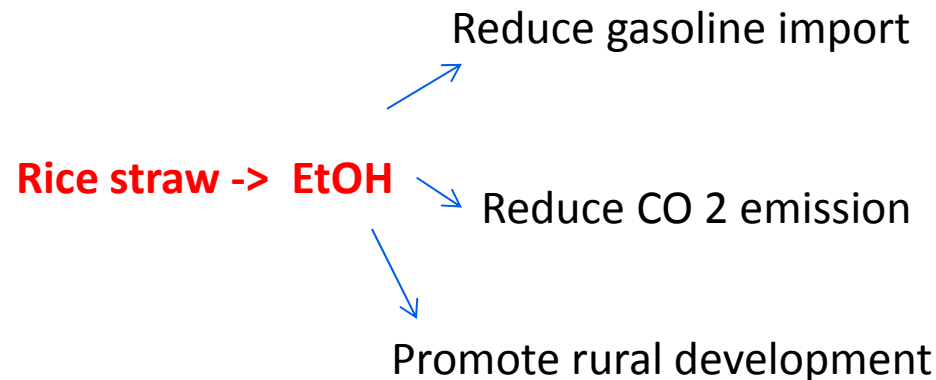 Reduce gasoline import
Rice straw -> EtOH
Reduce CO 2 emission
Promote rural development